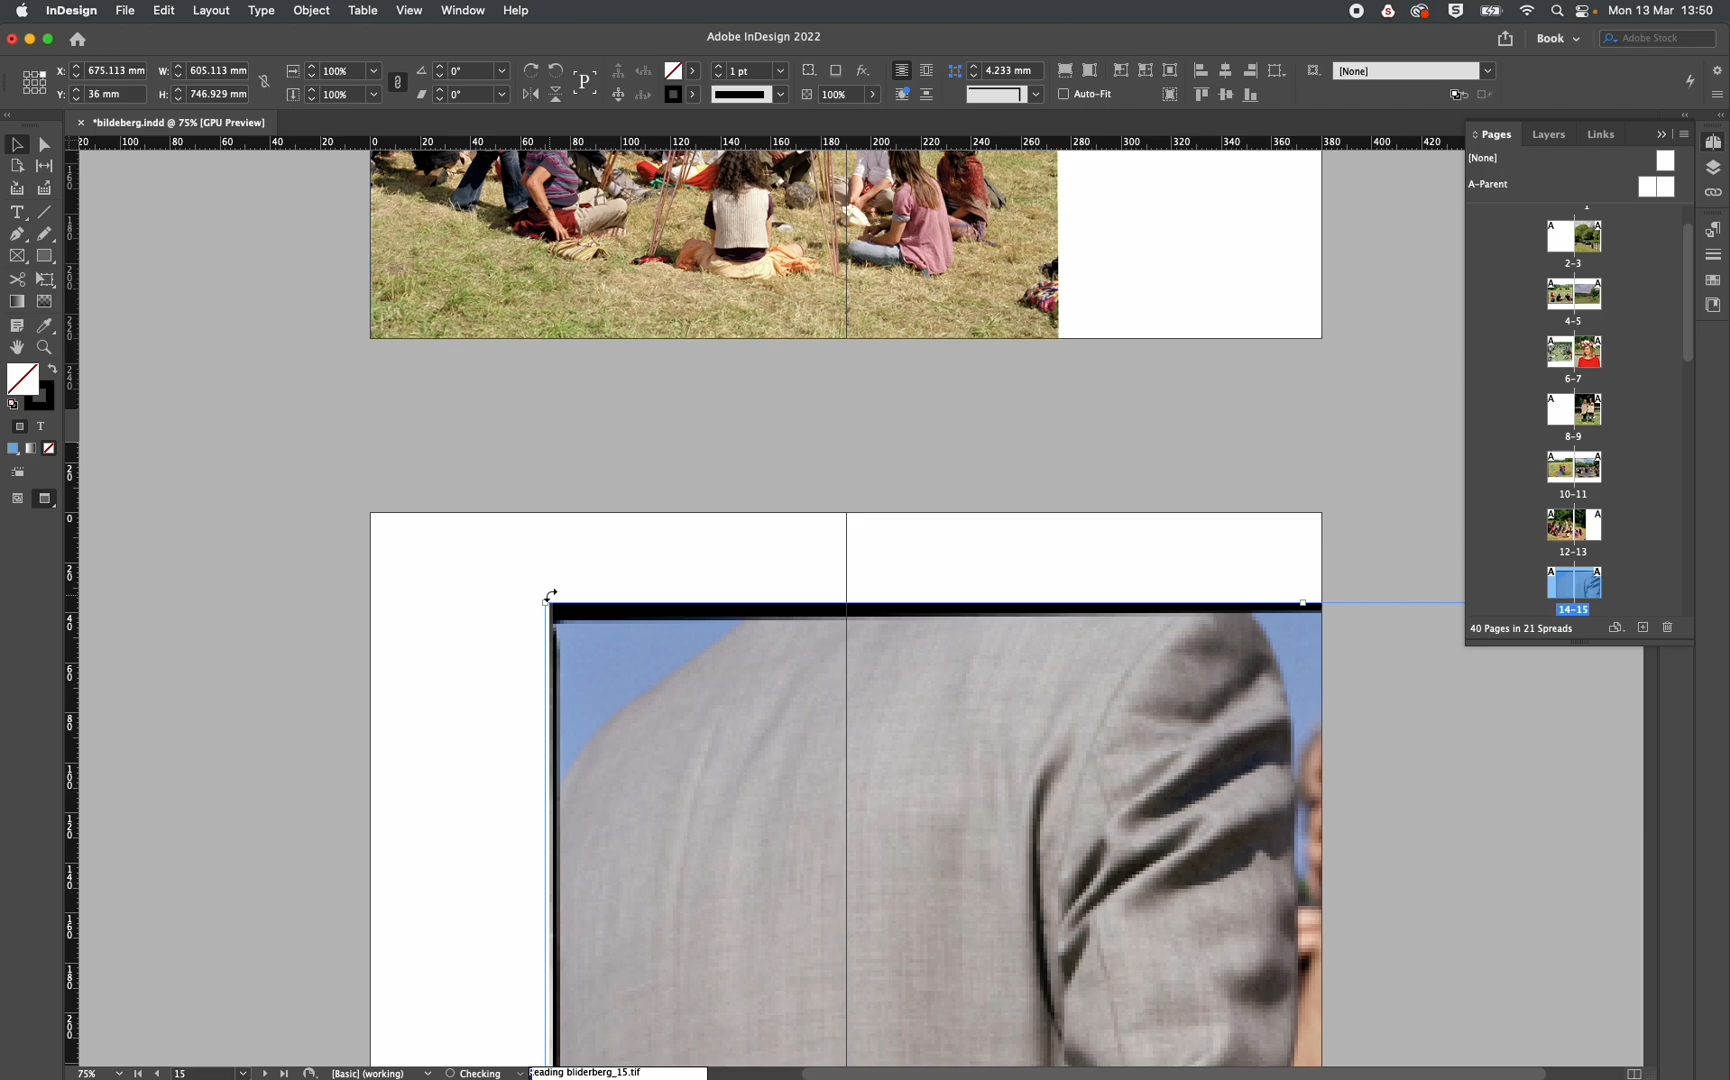 InDesign File Edit Layout Type Object Table View Window Help Mon 13 Mar 13:50
Adobe InDesign 2022 Book Adobe Stock
X: 675.113 mm W: 605.113 mm 100% 0° P 1 pt fx. 4.233 mm [None]
Y: 36 mm H: 746.929 mm 100% 0° 100% Auto-Fit
*bildeberg.indd @ 75% [GPU Preview]
Pages Layers Links
[None]
A-Parent
1
2-3
4-5
6-7
8-9
10-11
12-13
14-15
40 Pages in 21 Spreads
75% 15 [Basic] (working) Checking Reading bliderberg_15.tif